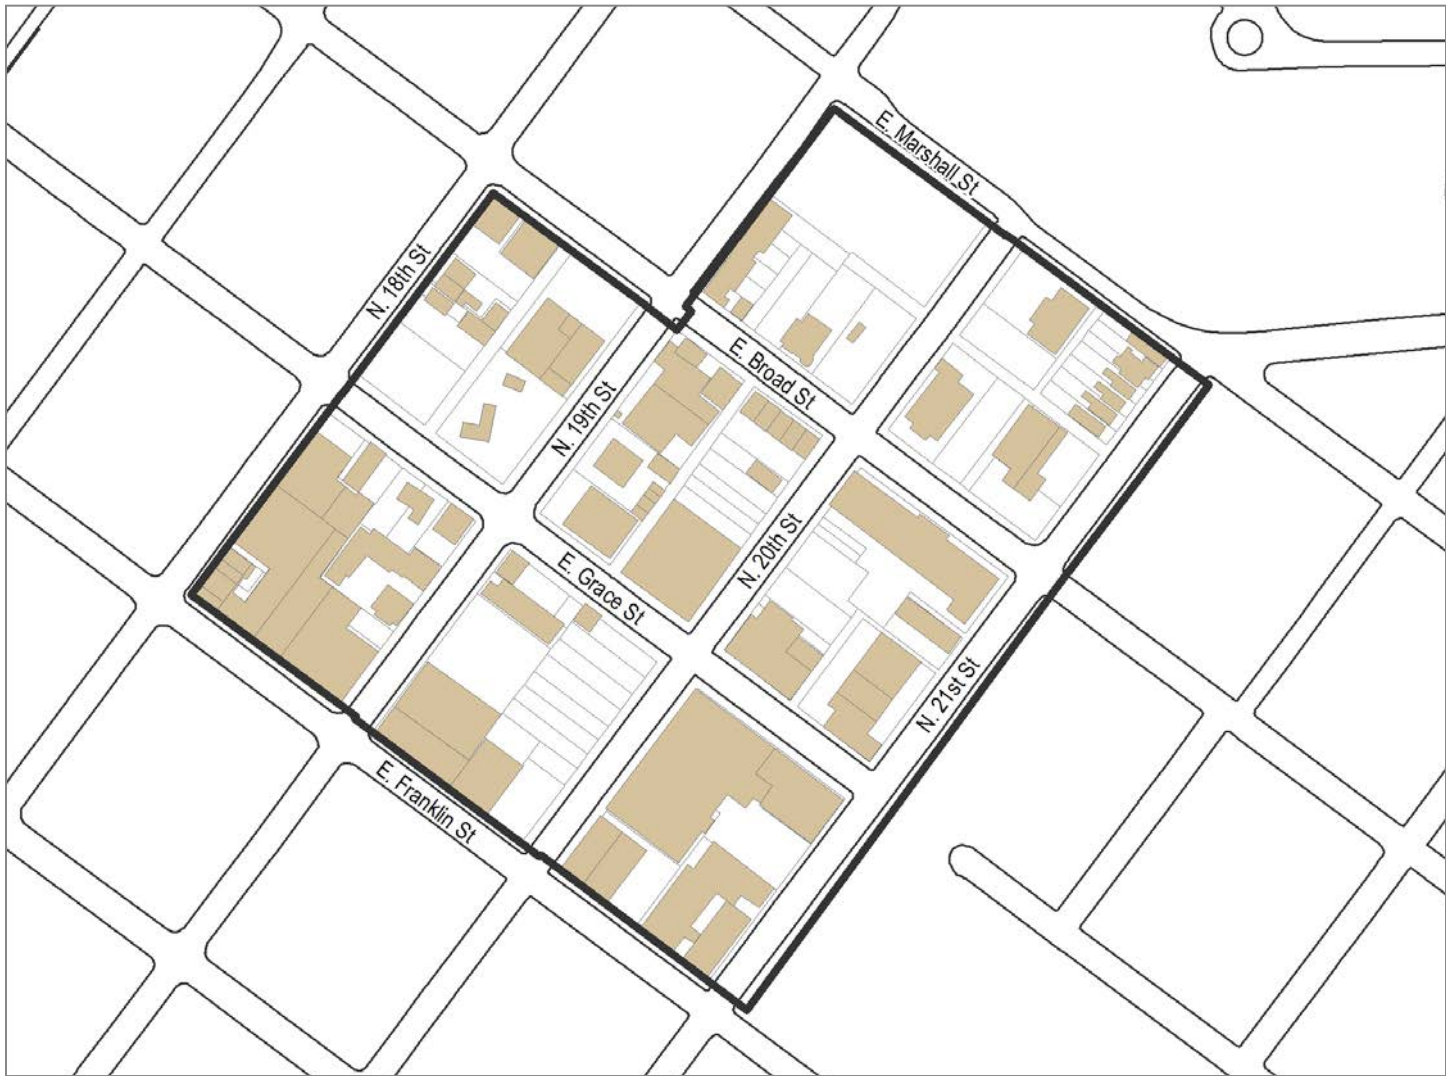 E. Marshall St
N. 18th St
E. Broad St
N. 19th St
N. 20th St
E. Grace St
N. 21st St
E. Franklin St